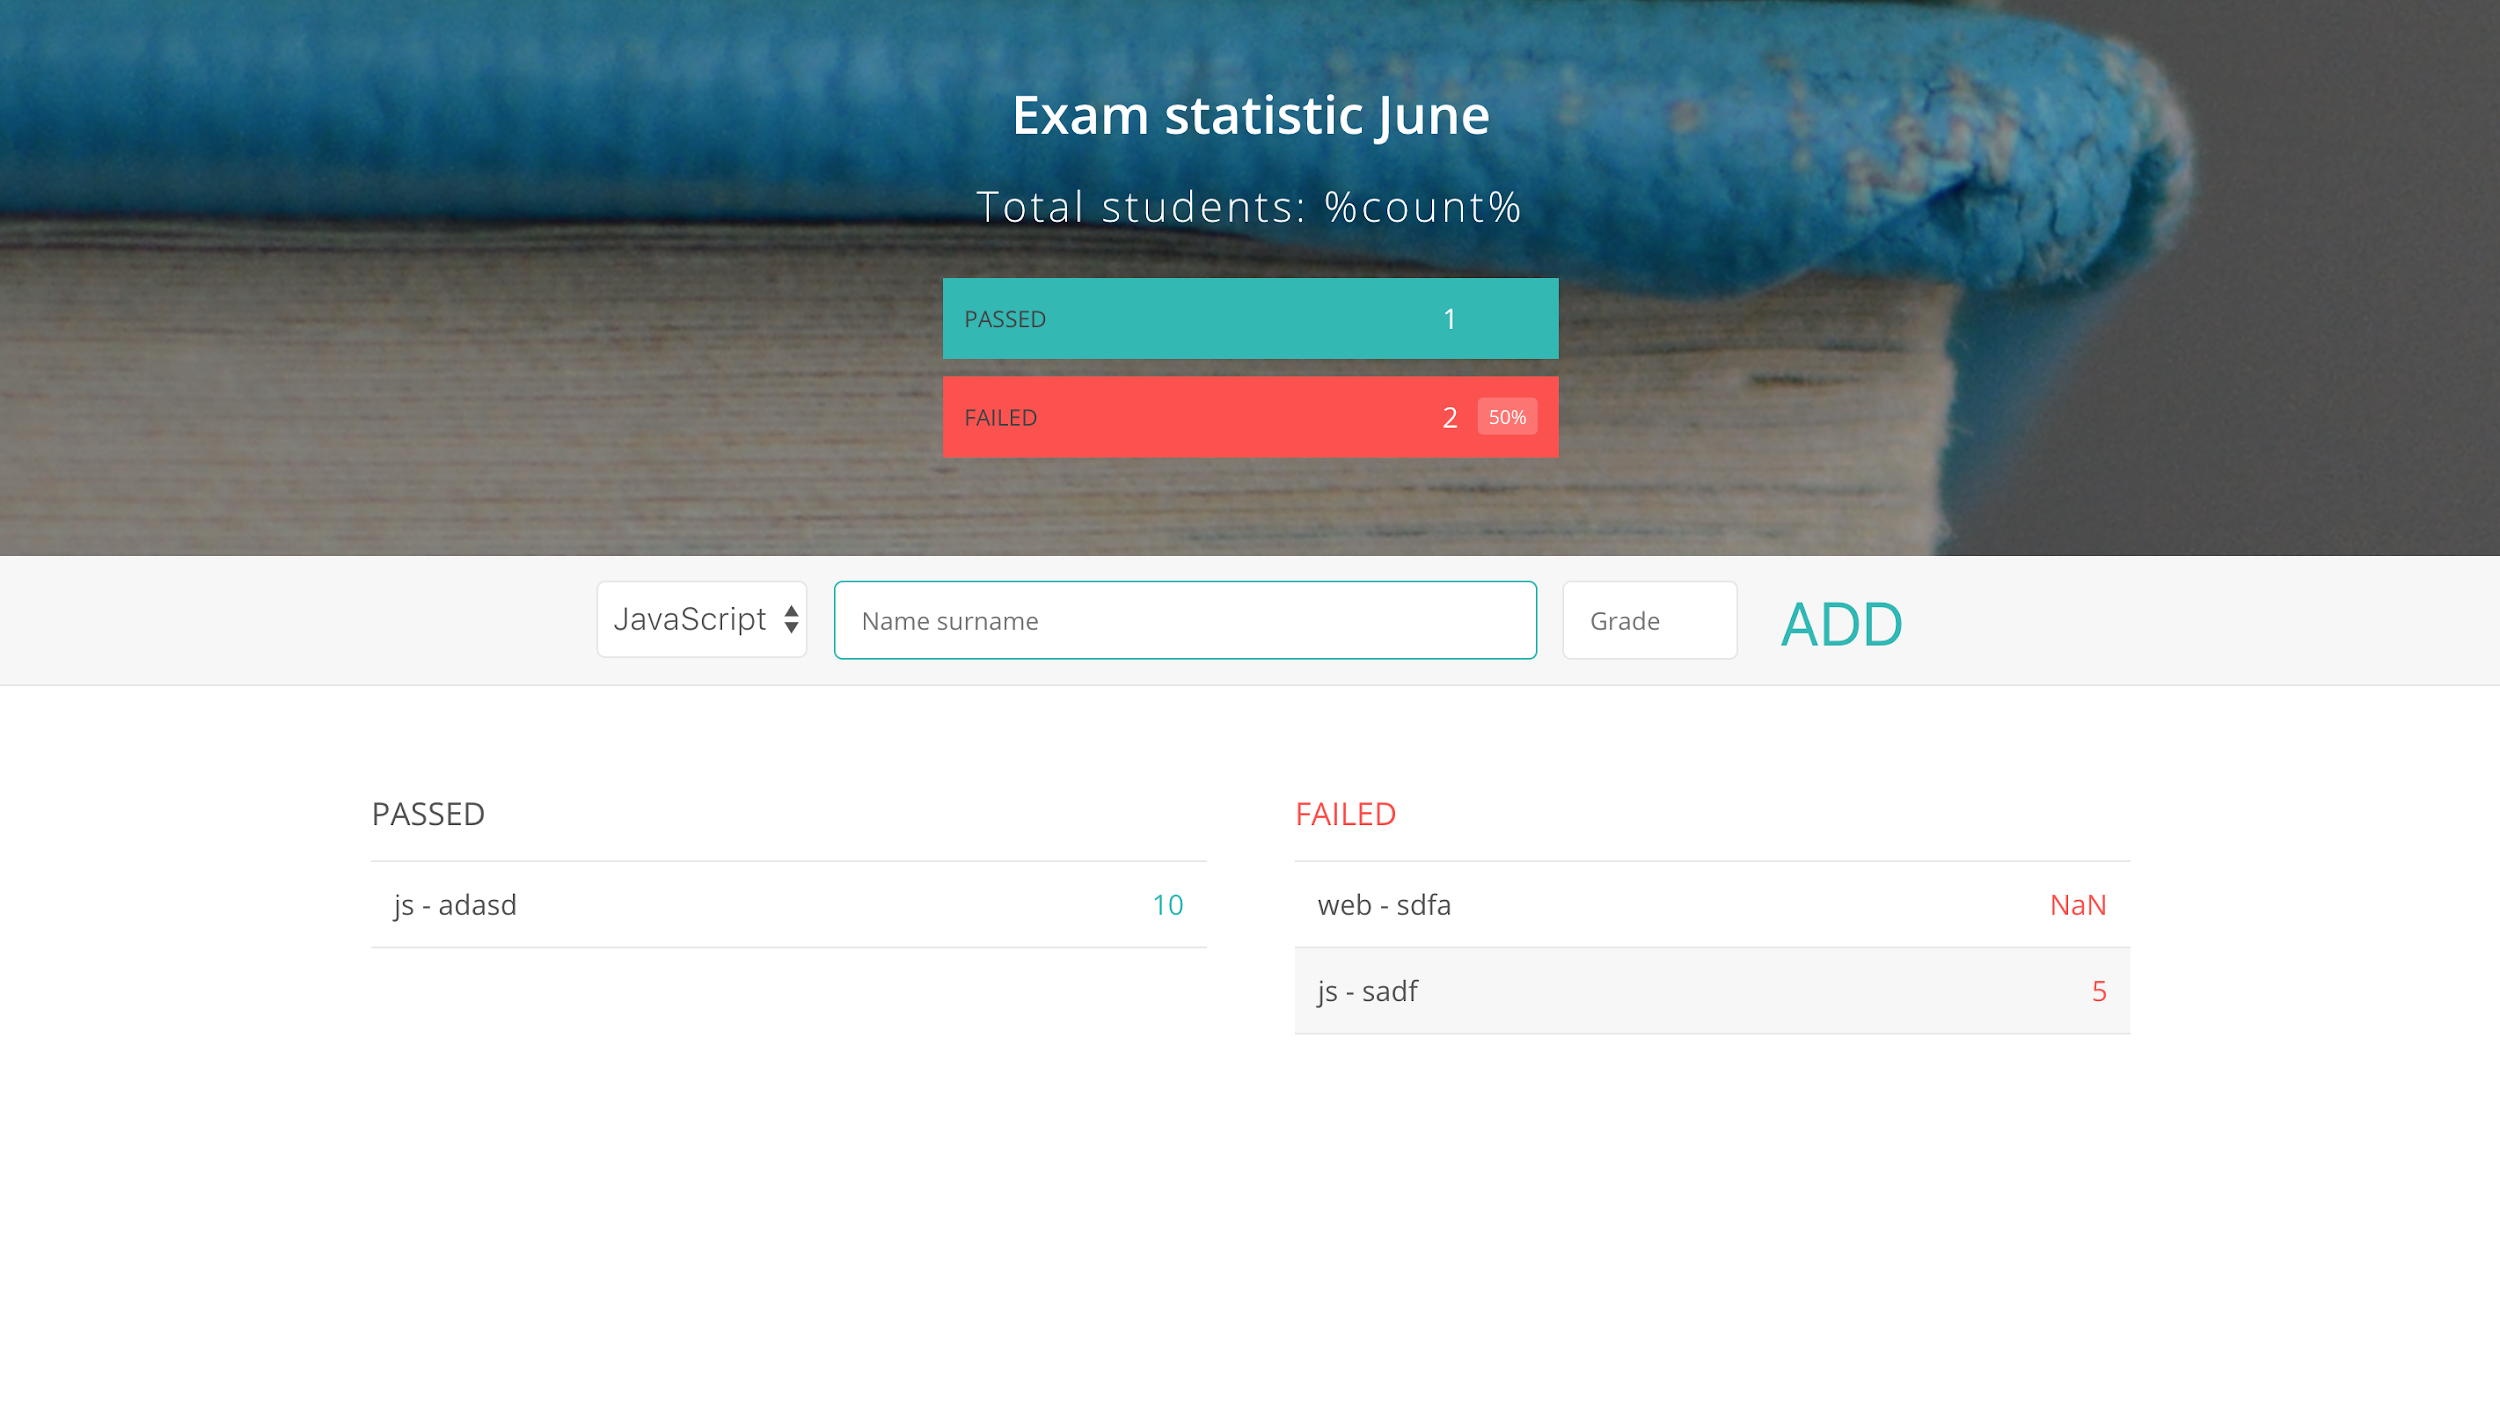 Exam statistic June
Total students: %count%
PASSED 1
FAILED 2 50%
JavaScript Name surname Grade ADD
PASSED
js - adasd 10
FAILED
web - sdfa NaN
js - sadf 5